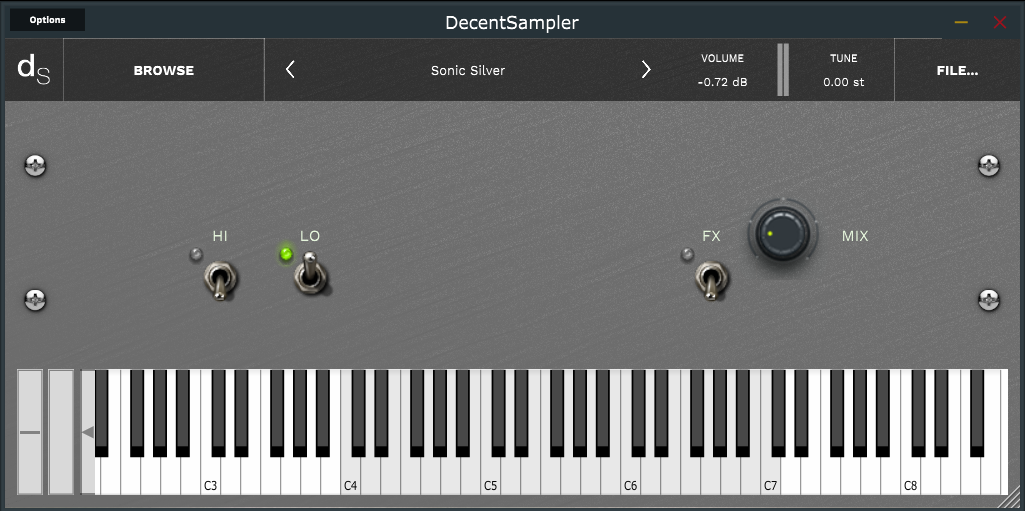 Options
DecentSampler
ds
BROWSE
Sonic Silver
VOLUME
-0.72 dB
TUNE
0.00 st
FILE...
HI
LO
FX
MIX
C3
C4
C5
C6
C7
C8